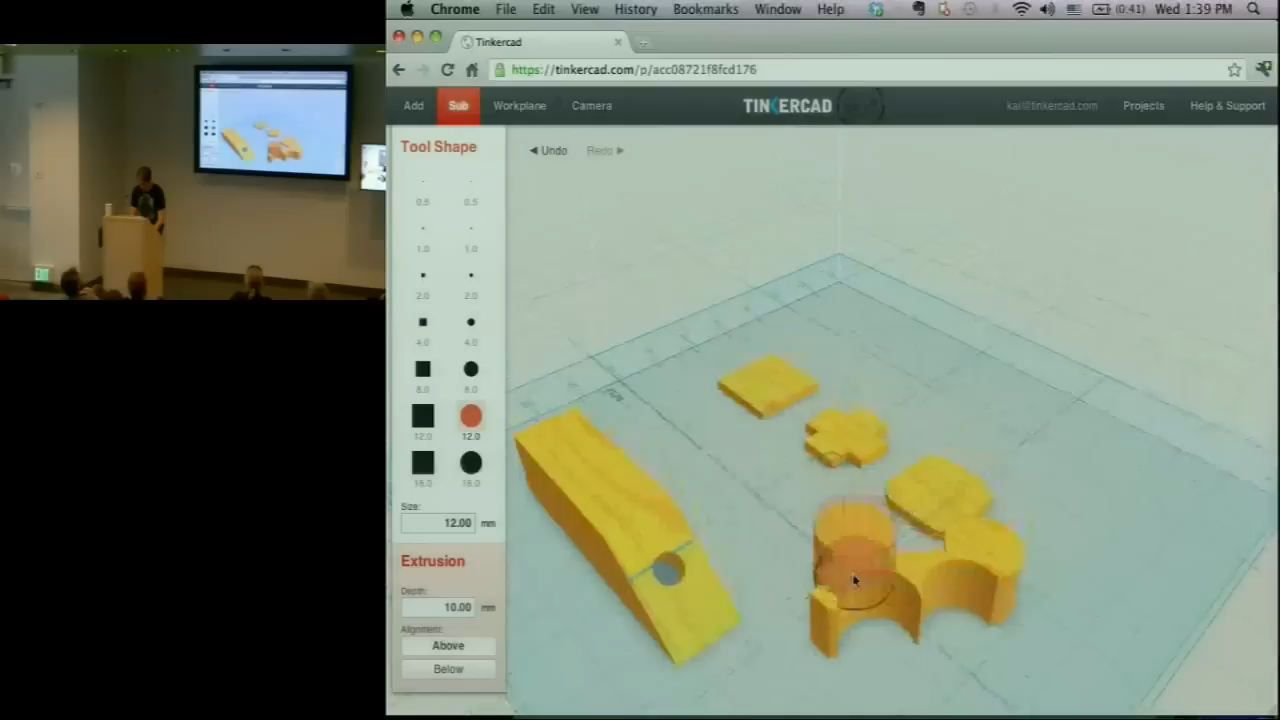 Chrome File Edit View History Bookmarks Window Help (0:41) Wed 1:39 PM
Tinkercad
https://tinkercad.com/p/acc08721f8fcd176
Add Sub Workplane Camera TINKERCAD kai@tinkercad.com Projects Help & Support
Tool Shape
Undo Redo
0.5 0.5
1.0 1.0
2.0 2.0
4.0 4.0
8.0 8.0
12.0 12.0
16.0 16.0
Size:
12.00 mm
Extrusion
Depth:
10.00 mm
Alignment:
Above
Below